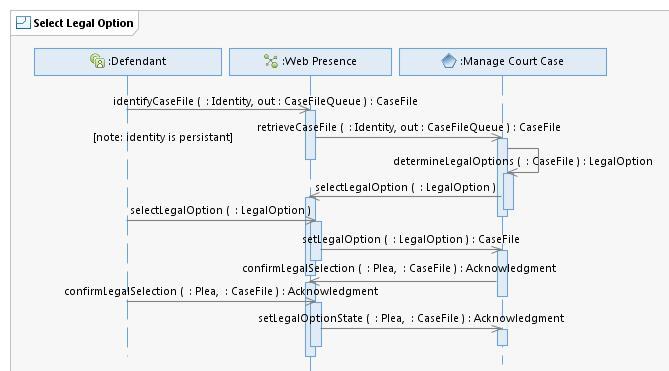 Select Legal Option
:Defendant
:Web Presence
:Manage Court Case
identifyCaseFile ( : Identity, out : CaseFileQueue ) : CaseFile
retrieveCaseFile ( : Identity, out : CaseFileQueue ) : CaseFile
[note: identity is persistant]
determineLegalOptions ( : CaseFile ) : LegalOption
selectLegalOption ( : LegalOption )
selectLegalOption ( : LegalOption )
setLegalOption ( : LegalOption ) : CaseFile
confirmLegalSelection ( : Plea, : CaseFile ) : Acknowledgment
confirmLegalSelection ( : Plea, : CaseFile ) : Acknowledgment
setLegalOptionState ( : Plea, : CaseFile ) : Acknowledgment